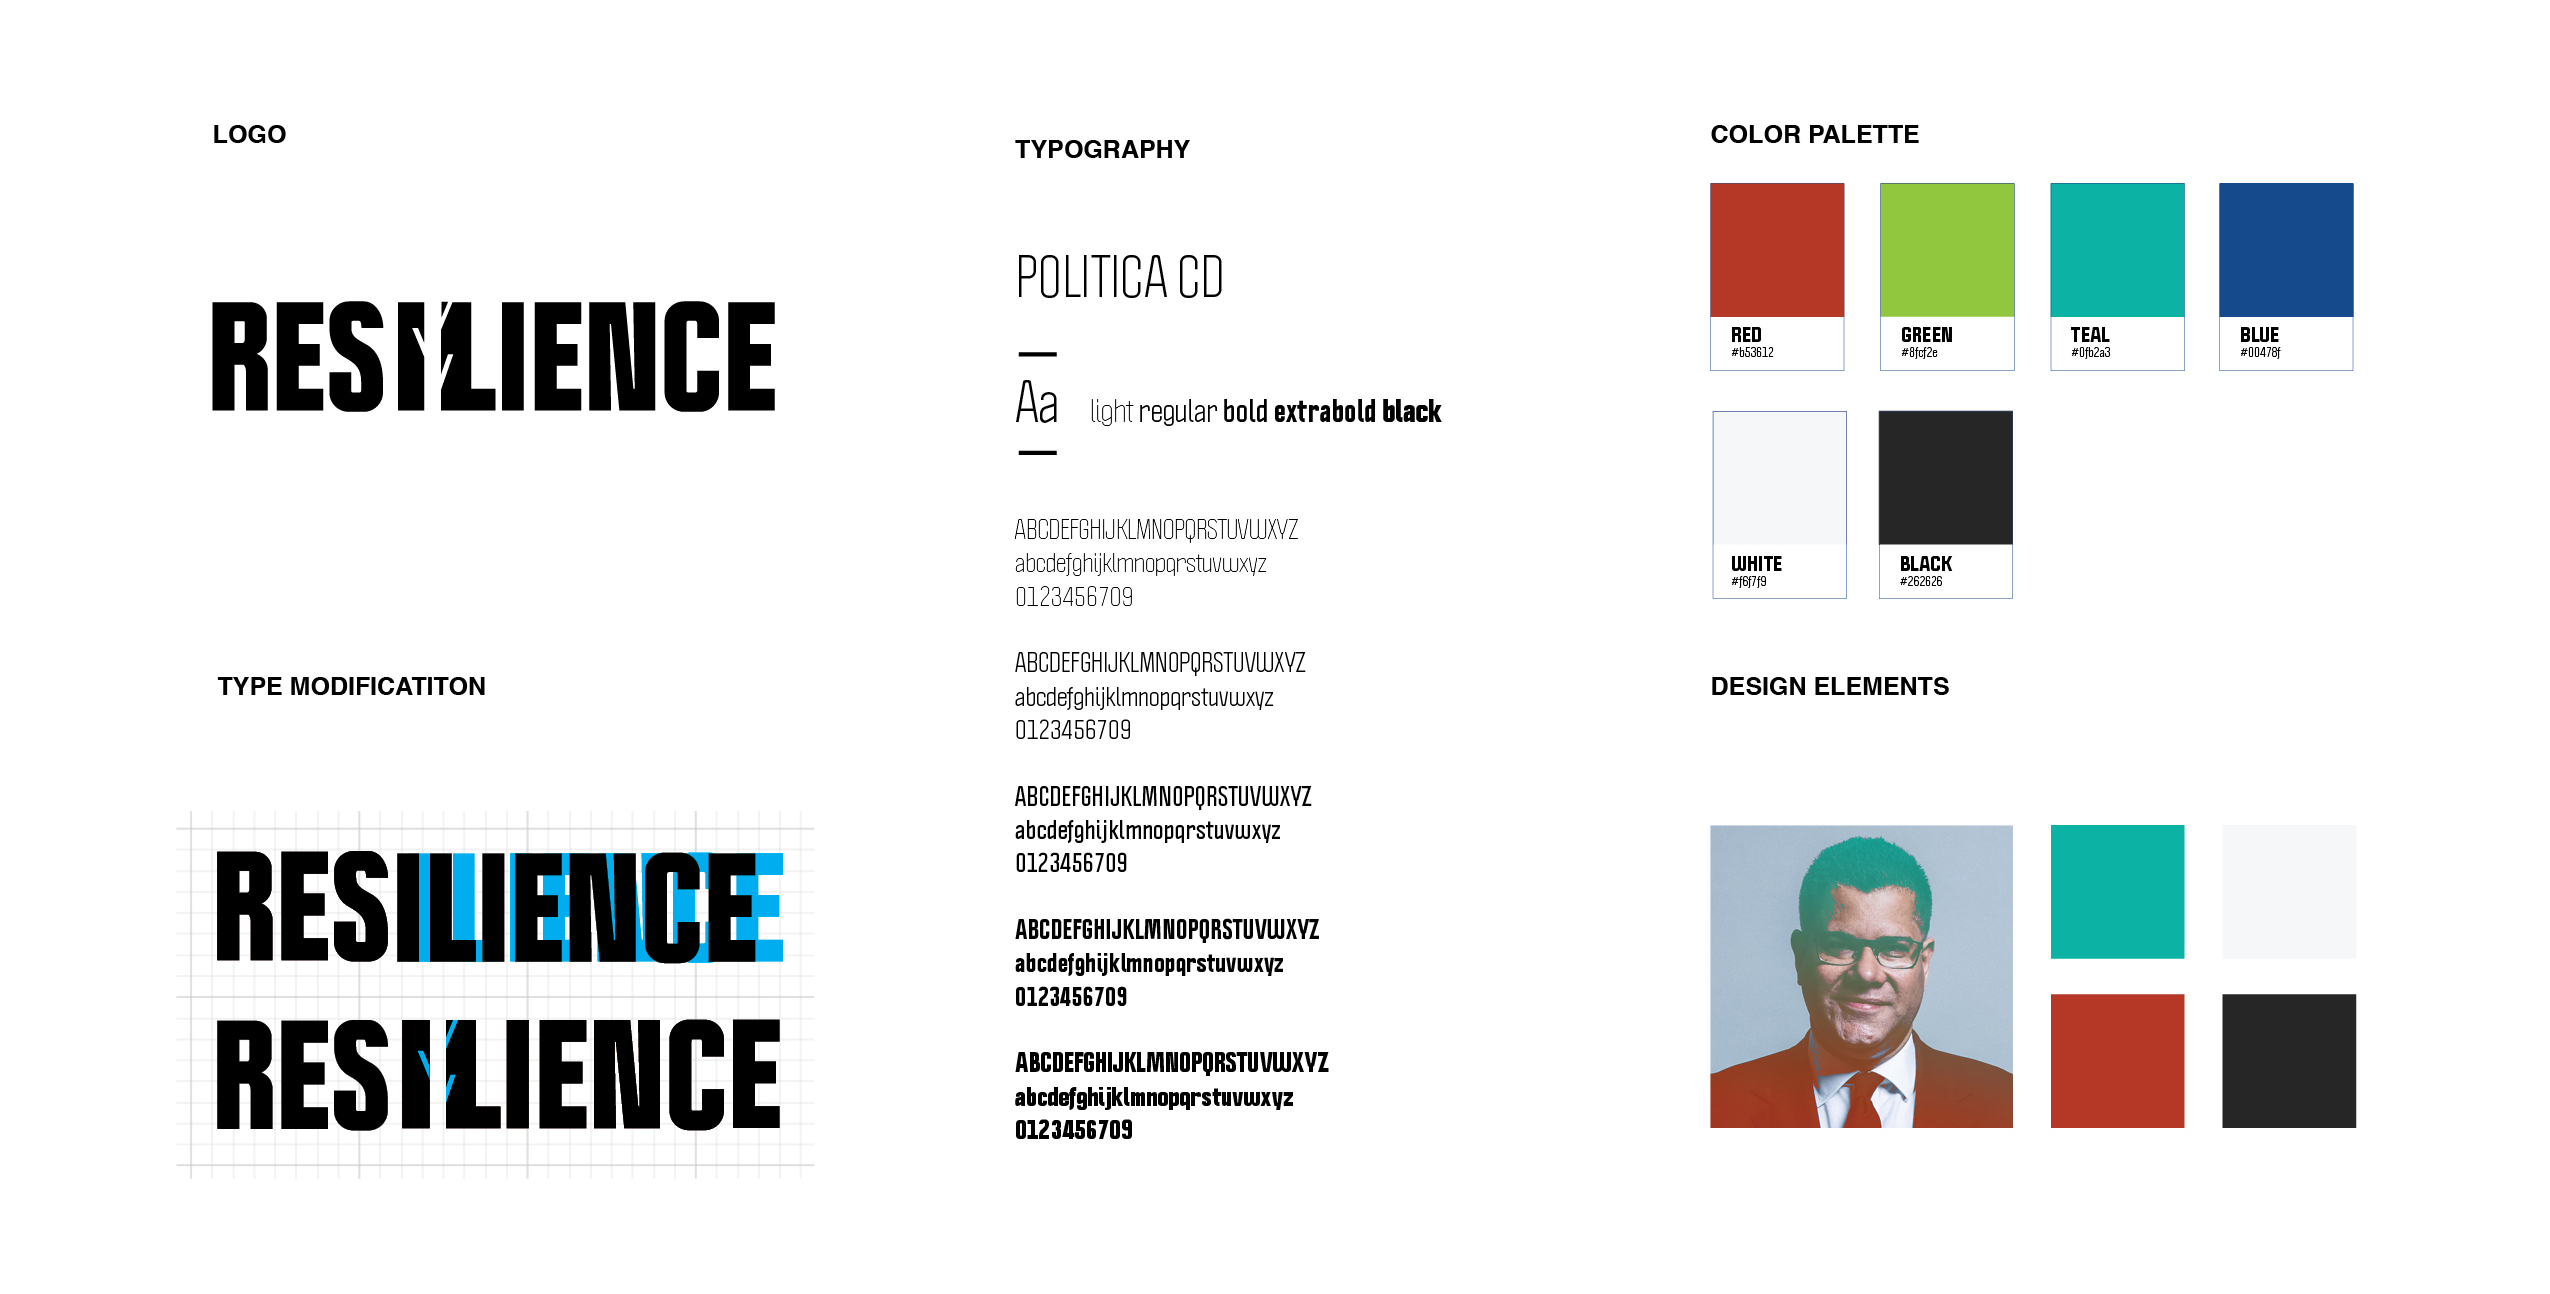 LOGO
RESILIENCE
TYPE MODIFICATITON
RESILIENCE
RESILIENCE
TYPOGRAPHY
POLITICA CD
Aa
light regular bold extrabold black
ABCDEFGHIJKLMNOPQRSTUVWXYZ
abcdefghijklmnopqrstuvwxyz
0123456709
ABCDEFGHIJKLMNOPQRSTUVWXYZ
abcdefghijklmnopqrstuvwxyz
0123456709
ABCDEFGHIJKLMNOPQRSTUVWXYZ
abcdefghijklmnopqrstuvwxyz
0123456709
ABCDEFGHIJKLMNOPQRSTUVWXYZ
abcdefghijklmnopqrstuvwxyz
0123456709
ABCDEFGHIJKLMNOPQRSTUVWXYZ
abcdefghijklmnopqrstuvwxyz
0123456709
COLOR PALETTE
RED
#b53612
GREEN
#8fcf2e
TEAL
#0fb2a3
BLUE
#00478f
WHITE
#f6f7f9
BLACK
#262626
DESIGN ELEMENTS